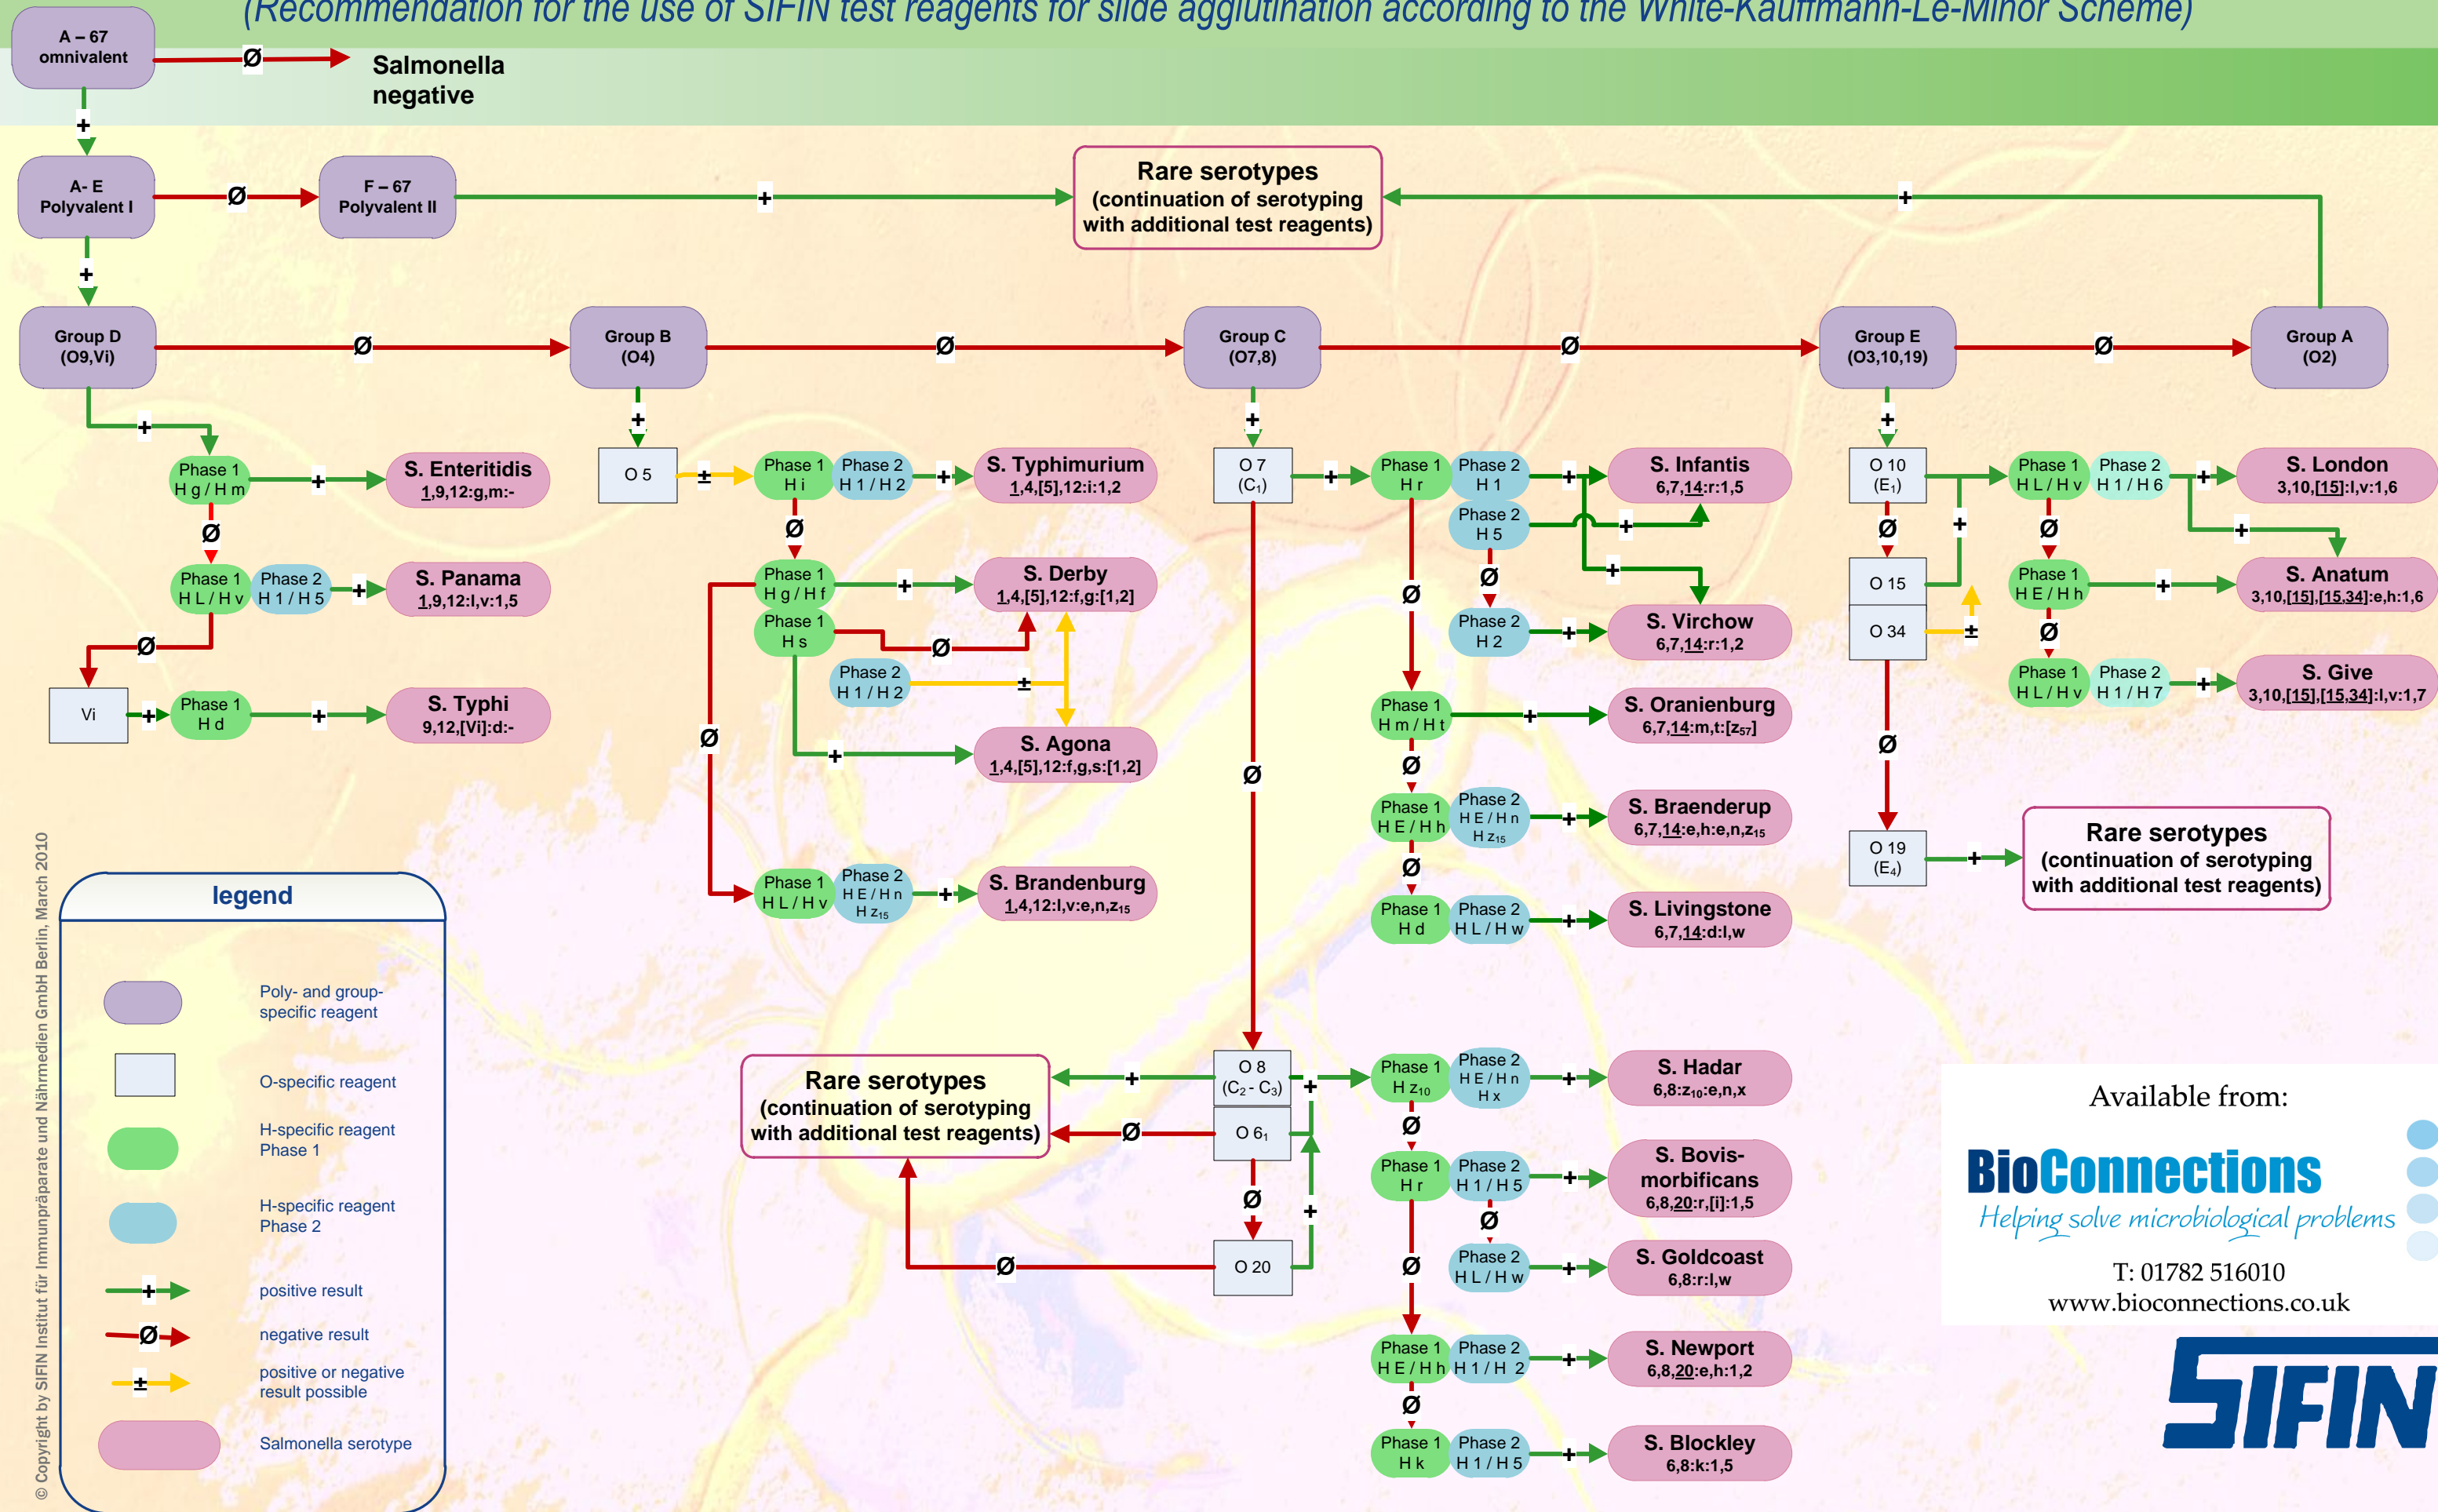 (Recommendation for the use of SIFIN test reagents for slide agglutination according to the White-Kauffmann-Le-Minor Scheme)
A – 67
omnivalent
Ø
Salmonella
negative
+
A- E
Polyvalent I
Ø
F – 67
Polyvalent II
+
Rare serotypes
(continuation of serotyping
with additional test reagents)
+
+
Group D
(O9,Vi)
Ø
Group B
(O4)
Ø
Group C
(O7,8)
Ø
Group E
(O3,10,19)
Ø
Group A
(O2)
+
Phase 1
H g / H m
+
S. Enteritidis
1,9,12:g,m:-
Ø
Phase 1
H L / H v
Phase 2
H 1 / H 5
+
S. Panama
1,9,12:l,v:1,5
Ø
Vi
+
Phase 1
H d
+
S. Typhi
9,12,[Vi]:d:-
+
O 5
±
Phase 1
H i
Phase 2
H 1 / H 2
+
S. Typhimurium
1,4,[5],12:i:1,2
Ø
Phase 1
H g / H f
+
S. Derby
1,4,[5],12:f,g:[1,2]
Phase 1
H s
Ø
Phase 2
H 1 / H 2
±
Ø
+
S. Agona
1,4,[5],12:f,g,s:[1,2]
Phase 1
H L / H v
Phase 2
H E / H n
H z15
+
S. Brandenburg
1,4,12:l,v:e,n,z15
+
O 7
(C1)
+
Phase 1
H r
Phase 2
H 1
+
S. Infantis
6,7,14:r:1,5
Phase 2
H 5
+
Ø
+
Ø
Phase 2
H 2
+
S. Virchow
6,7,14:r:1,2
Phase 1
H m / H t
+
S. Oranienburg
6,7,14:m,t:[z57]
Ø
Ø
Phase 1
H E / H h
Phase 2
H E / H n
H z15
+
S. Braenderup
6,7,14:e,h:e,n,z15
Ø
Phase 1
H d
Phase 2
H L / H w
+
S. Livingstone
6,7,14:d:l,w
Rare serotypes
(continuation of serotyping
with additional test reagents)
+
O 8
(C2 - C3)
+
Phase 1
H z10
Phase 2
H E / H n
H x
+
S. Hadar
6,8:z10:e,n,x
Ø
O 61
Ø
Ø
+
Phase 1
H r
Phase 2
H 1 / H 5
+
S. Bovis-
morbificans
6,8,20:r,[i]:1,5
Ø
O 20
Ø
Ø
Phase 2
H L / H w
+
S. Goldcoast
6,8:r:l,w
Phase 1
H E / H h
Phase 2
H 1 / H 2
+
S. Newport
6,8,20:e,h:1,2
Ø
Phase 1
H k
Phase 2
H 1 / H 5
+
S. Blockley
6,8:k:1,5
+
O 10
(E1)
Phase 1
H L / H v
Phase 2
H 1 / H 6
+
S. London
3,10,[15]:l,v:1,6
Ø
+
Ø
+
O 15
Phase 1
H E / H h
+
S. Anatum
3,10,[15],[15,34]:e,h:1,6
O 34
±
Ø
Phase 1
H L / H v
Phase 2
H 1 / H 7
+
S. Give
3,10,[15],[15,34]:l,v:1,7
Ø
O 19
(E4)
+
Rare serotypes
(continuation of serotyping
with additional test reagents)
© Copyright by SIFIN Institut für Immunpräparate und Nährmedien GmbH Berlin, March 2010
legend
Poly- and group-
specific reagent
O-specific reagent
H-specific reagent
Phase 1
H-specific reagent
Phase 2
+
positive result
Ø
negative result
±
positive or negative
result possible
Salmonella serotype
Available from:
BioConnections
Helping solve microbiological problems
T: 01782 516010
www.bioconnections.co.uk
SIFIN